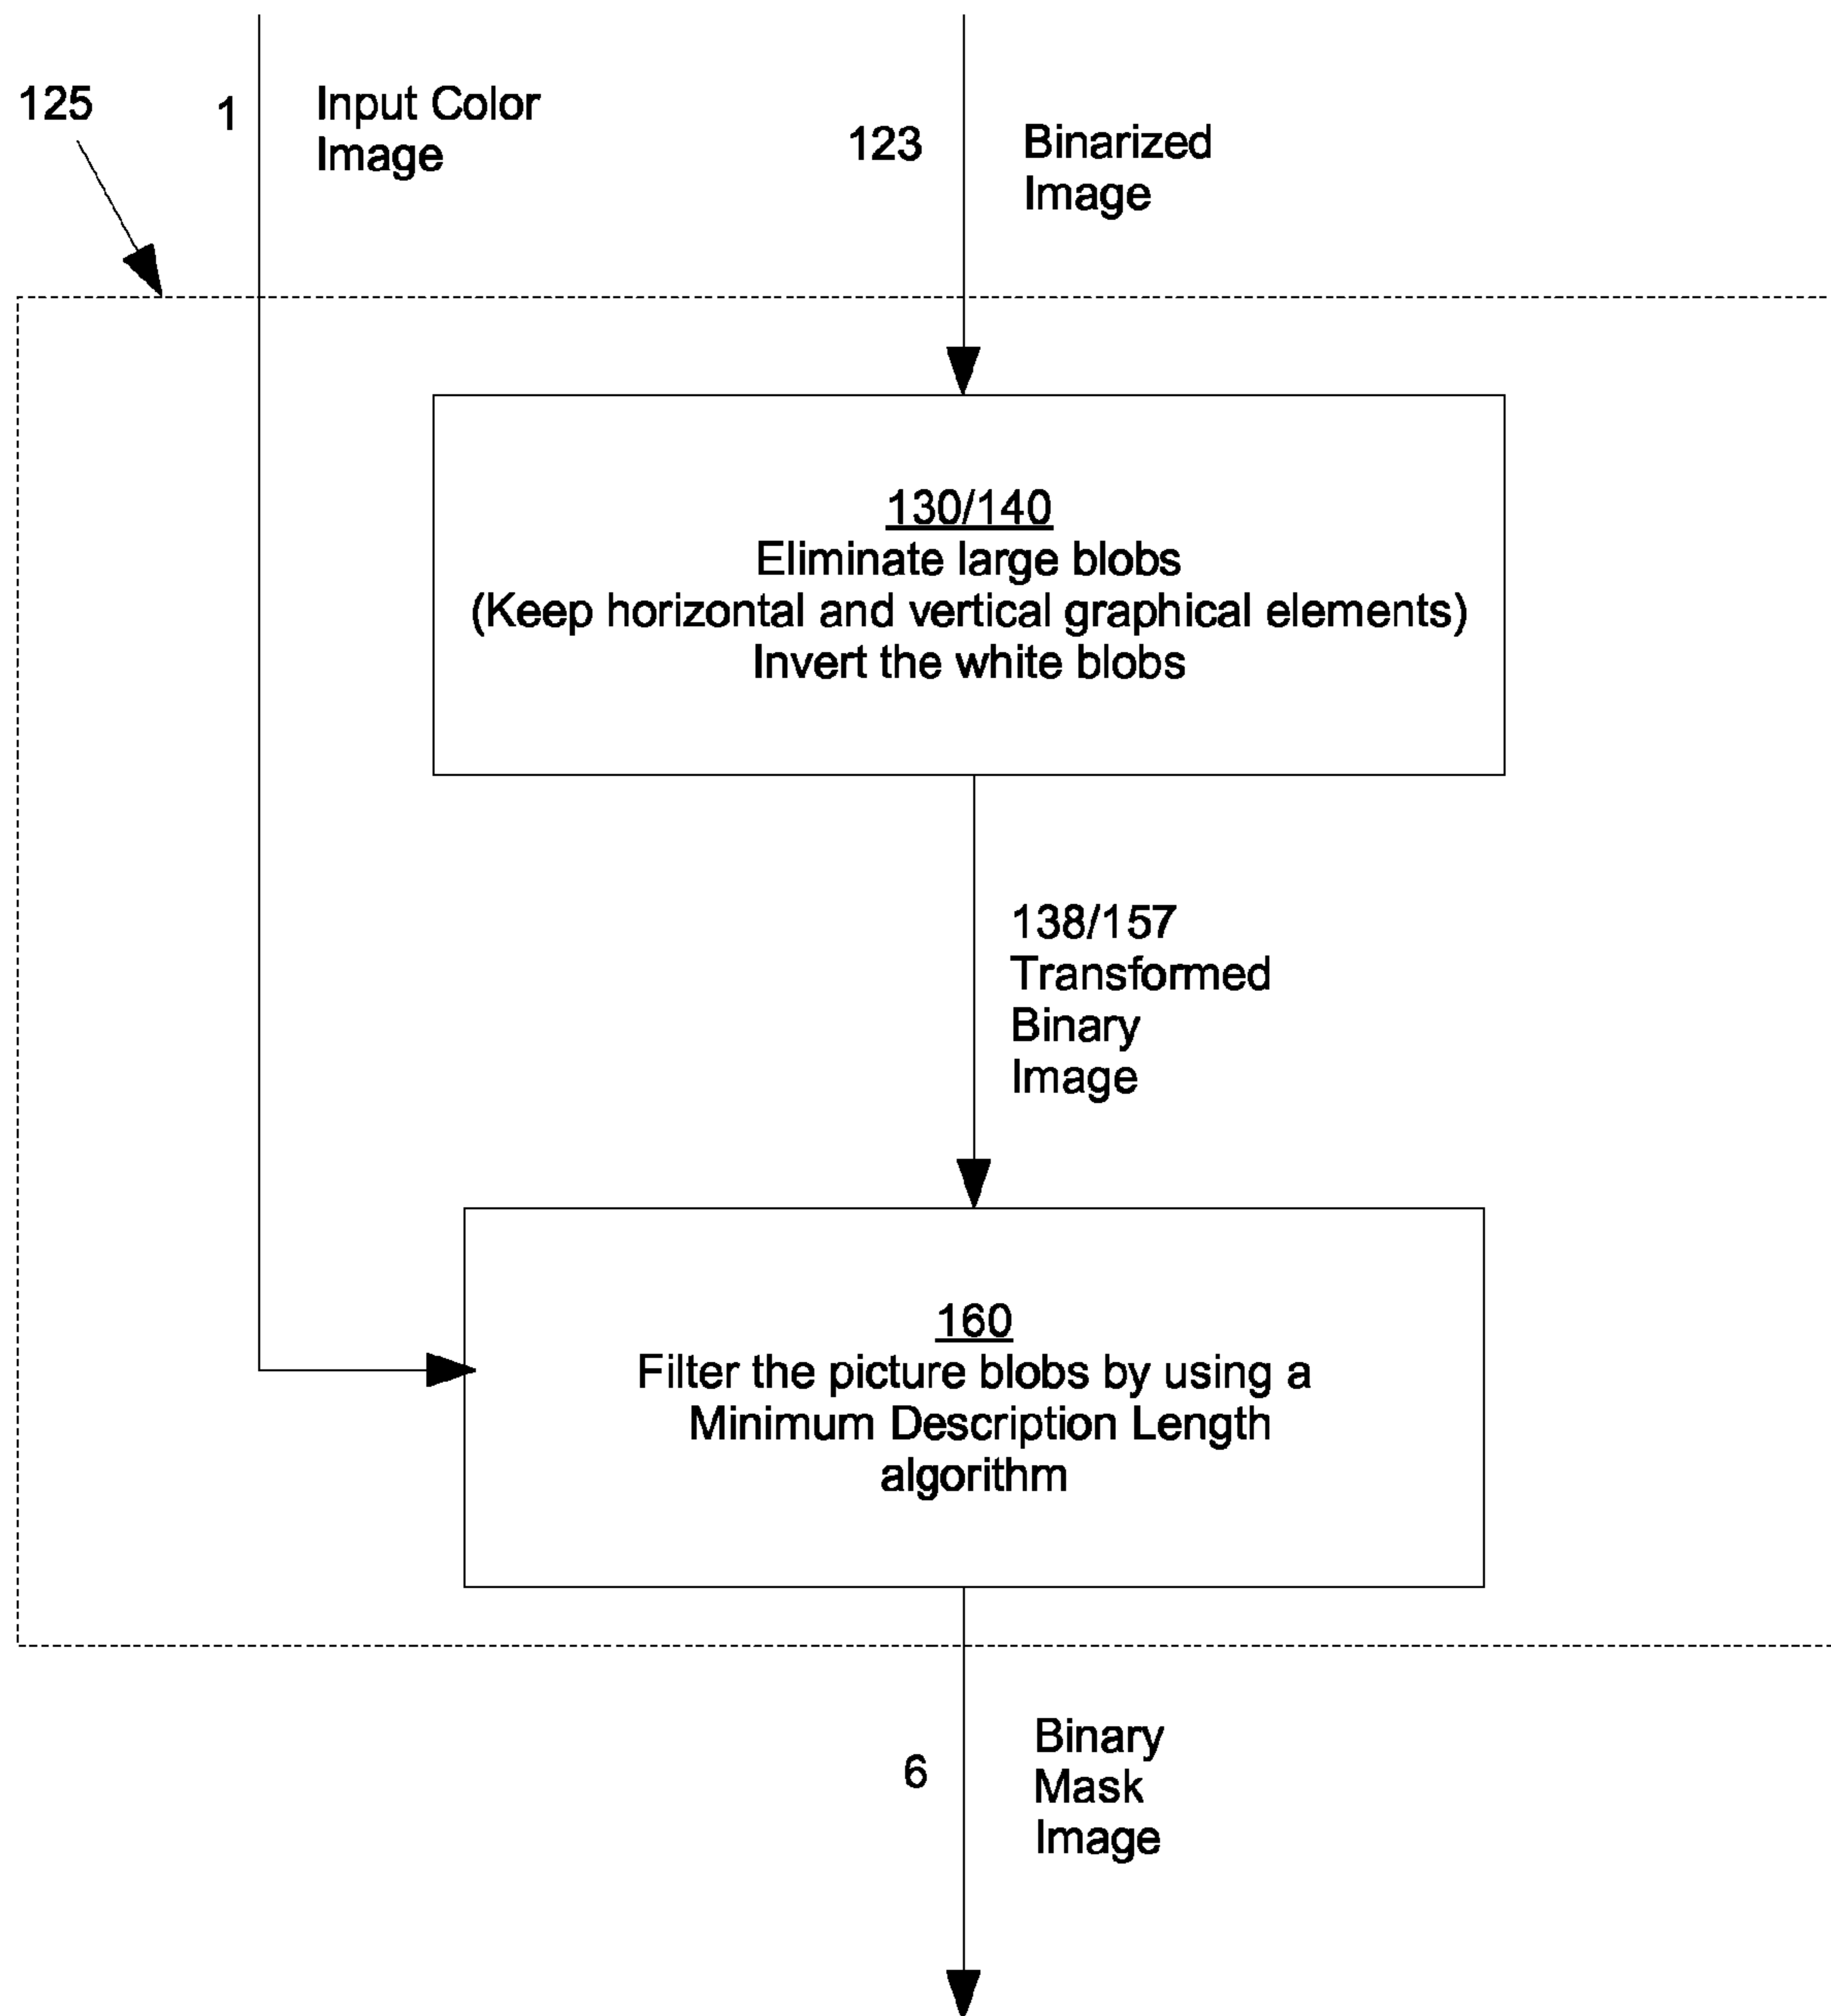 125
1
Input Color
Image
123
Binarized
Image
130/140
Eliminate large blobs
(Keep horizontal and vertical graphical elements)
Invert the white blobs
138/157
Transformed
Binary
Image
160
Filter the picture blobs by using a
Minimum Description Length
algorithm
6
Binary
Mask
Image